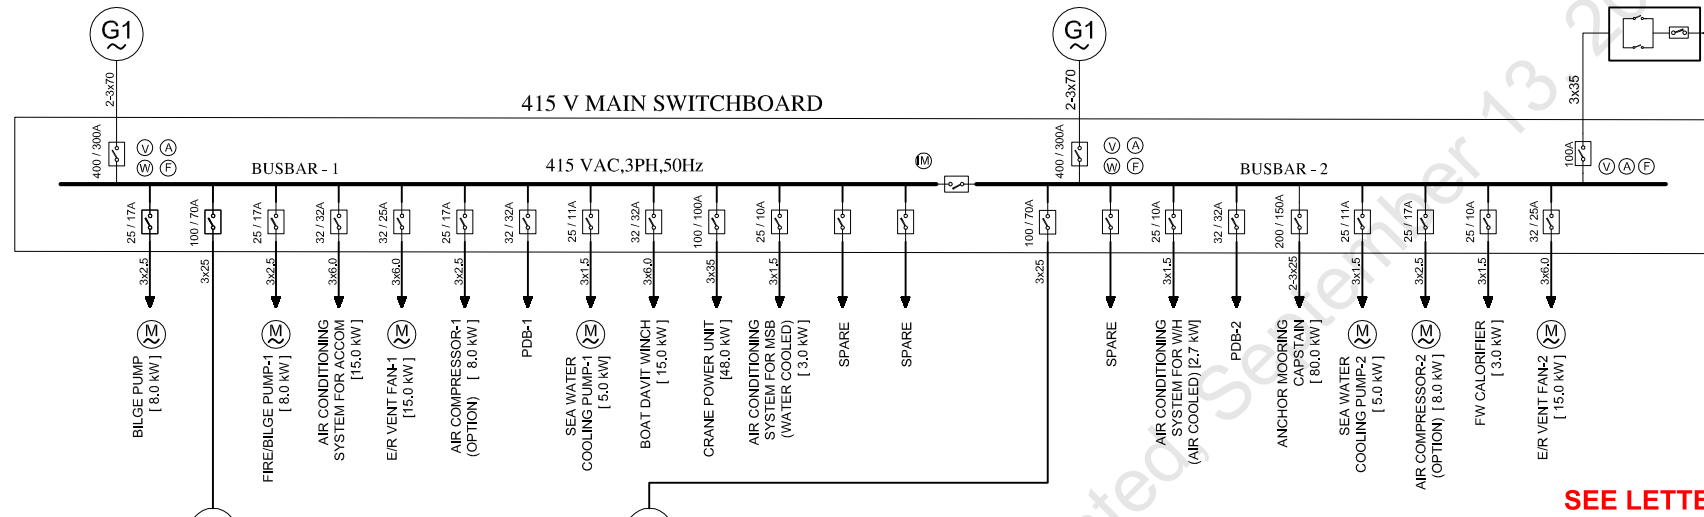 G1
~
G1
~
2-3x70
2-3x70
3x35
415 V MAIN SWITCHBOARD
400 / 300A
V A
W F
BUSBAR - 1
415 VAC,3PH,50Hz
IM
400 / 300A
V A
W F
BUSBAR - 2
100A
V A F
25 / 17A
100 / 70A
25 / 17A
32 / 32A
32 / 25A
25 / 17A
32 / 32A
25 / 11A
32 / 32A
100 / 100A
25 / 10A
100 / 70A
25 / 10A
32 / 32A
200 / 150A
25 / 11A
25 / 17A
25 / 10A
32 / 25A
3x2.5
3x25
3x2.5
3x6.0
3x6.0
3x2.5
3x1.5
3x6.0
3x35
3x1.5
3x25
3x1.5
2-3x25
3x1.5
3x2.5
3x1.5
3x6.0
M
BILGE PUMP
[ 8.0 kW ]
M
FIRE/BILGE PUMP-1
[ 8.0 kW ]
AIR CONDITIONING
SYSTEM FOR ACCOM
[15.0 kW]
M
E/R VENT FAN-1
[15.0 kW ]
AIR COMPRESSOR-1
(OPTION) [ 8.0 kW ]
PDB-1
M
SEA WATER
COOLING PUMP-1
[ 5.0 kW ]
BOAT DAVIT WINCH
[ 15.0 kW ]
CRANE POWER UNIT
[48.0 kW ]
AIR CONDITIONING
SYSTEM FOR MSB
(WATER COOLED)
[ 3.0 kW ]
SPARE
SPARE
SPARE
AIR CONDITIONING
SYSTEM FOR W/H
(AIR COOLED) [2.7 kW]
PDB-2
ANCHOR MOORING
CAPSTAIN
[ 80.0 kW ]
M
SEA WATER
COOLING PUMP-2
[ 5.0 kW ]
M
AIR COMPRESSOR-2
(OPTION) [ 8.0 kW ]
FW CALORIFIER
[ 3.0 kW ]
M
E/R VENT FAN-2
[ 15.0 kW ]
September 13, 
SEE LETTE